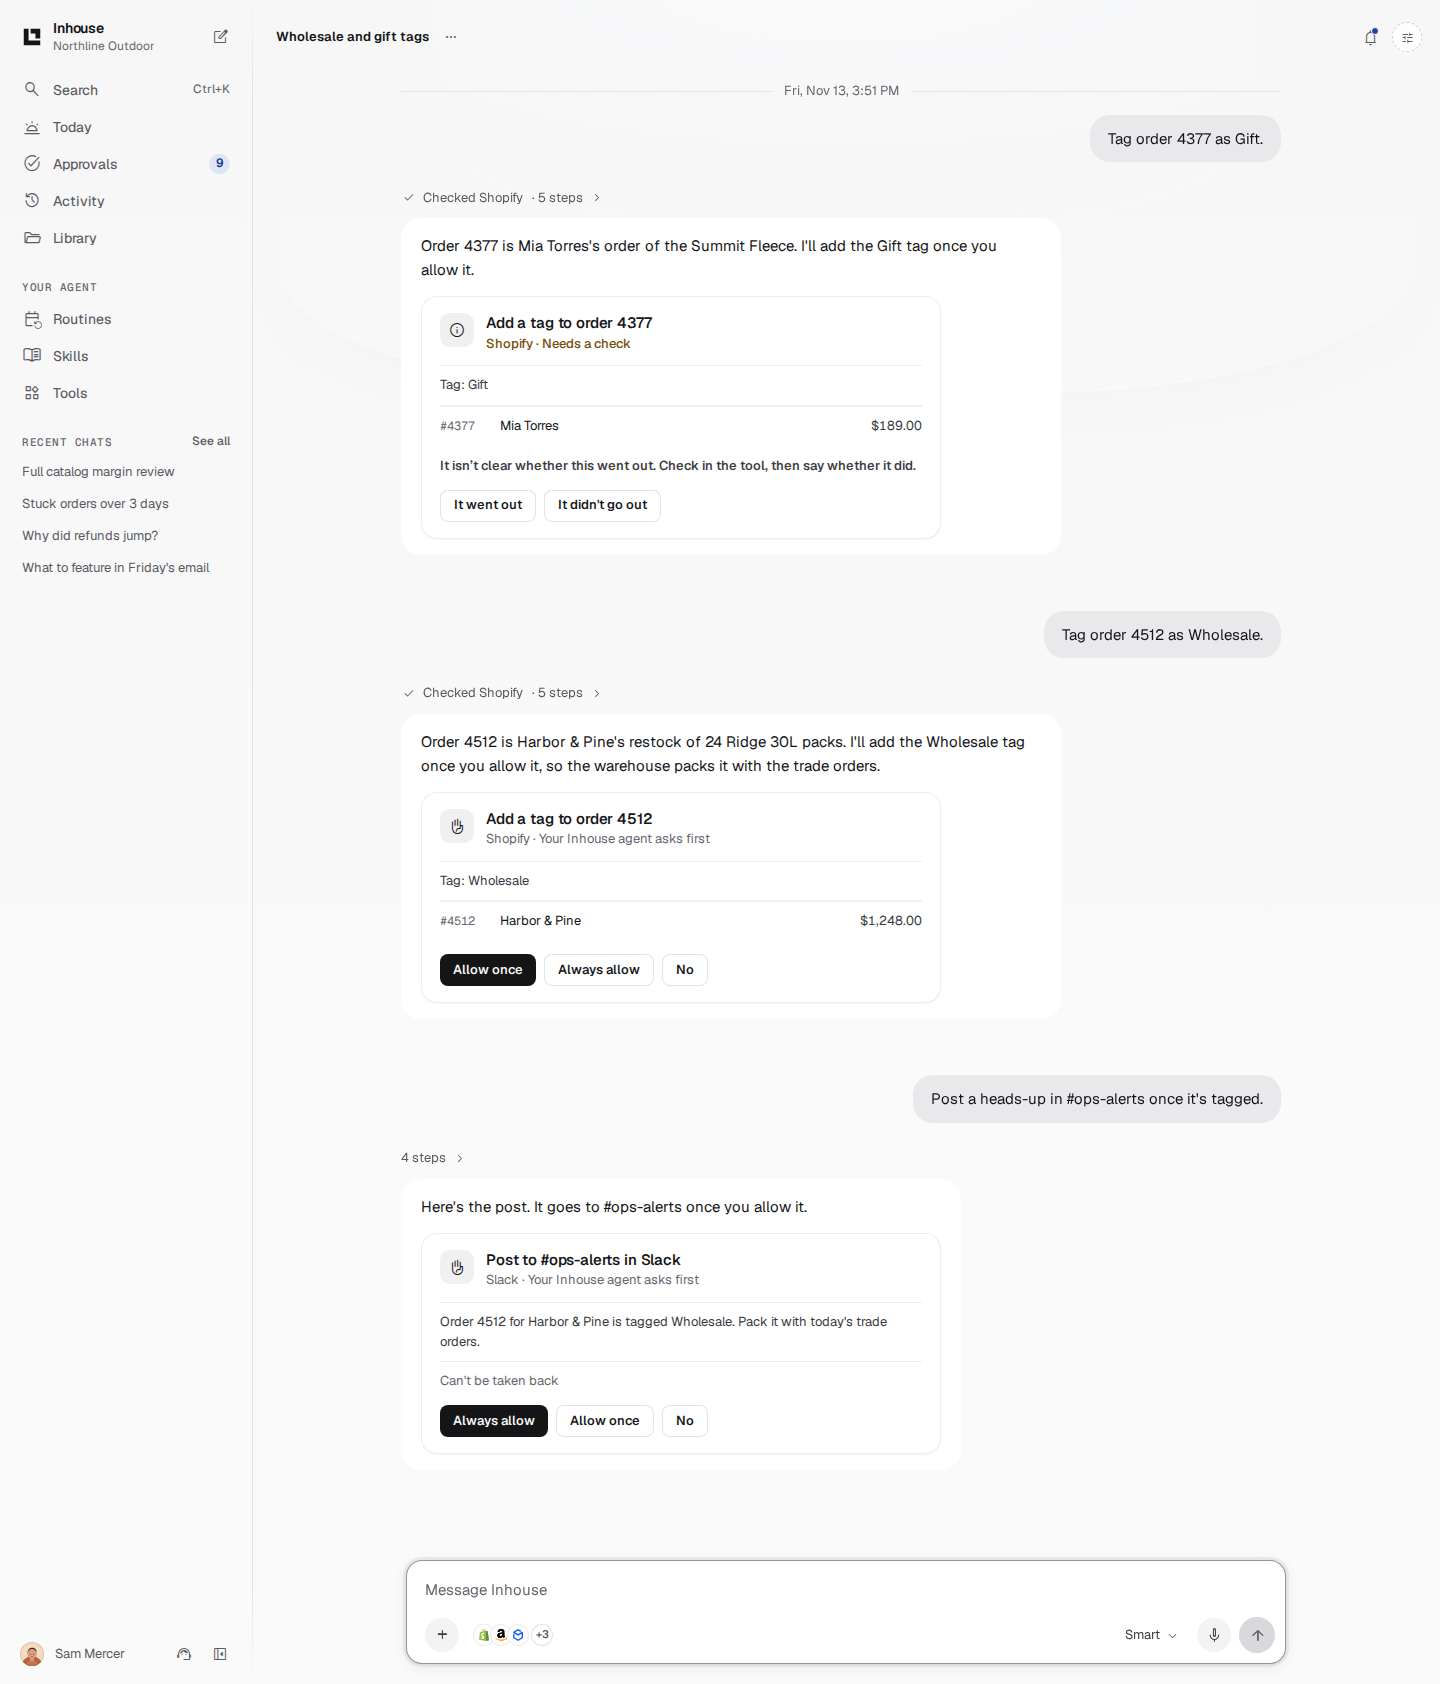 Inhouse
Northline Outdoor
Search Ctrl+K
Today
Approvals 9
Activity
Library
YOUR AGENT
Routines
Skills
Tools
RECENT CHATS See all
Full catalog margin review
Stuck orders over 3 days
Why did refunds jump?
What to feature in Friday's email
Sam Mercer
Wholesale and gift tags
Fri, Nov 13, 3:51 PM
Tag order 4377 as Gift.
Checked Shopify · 5 steps
Order 4377 is Mia Torres's order of the Summit Fleece. I'll add the Gift tag once you
allow it.
Add a tag to order 4377
Shopify · Needs a check
Tag: Gift
#4377 Mia Torres $189.00
It isn’t clear whether this went out. Check in the tool, then say whether it did.
It went out It didn't go out
Tag order 4512 as Wholesale.
Checked Shopify · 5 steps
Order 4512 is Harbor & Pine's restock of 24 Ridge 30L packs. I'll add the Wholesale tag
once you allow it, so the warehouse packs it with the trade orders.
Add a tag to order 4512
Shopify · Your Inhouse agent asks first
Tag: Wholesale
#4512 Harbor & Pine $1,248.00
Allow once Always allow No
Post a heads-up in #ops-alerts once it's tagged.
4 steps
Here's the post. It goes to #ops-alerts once you allow it.
Post to #ops-alerts in Slack
Slack · Your Inhouse agent asks first
Order 4512 for Harbor & Pine is tagged Wholesale. Pack it with today's trade
orders.
Can't be taken back
Always allow Allow once No
Message Inhouse
+3 Smart